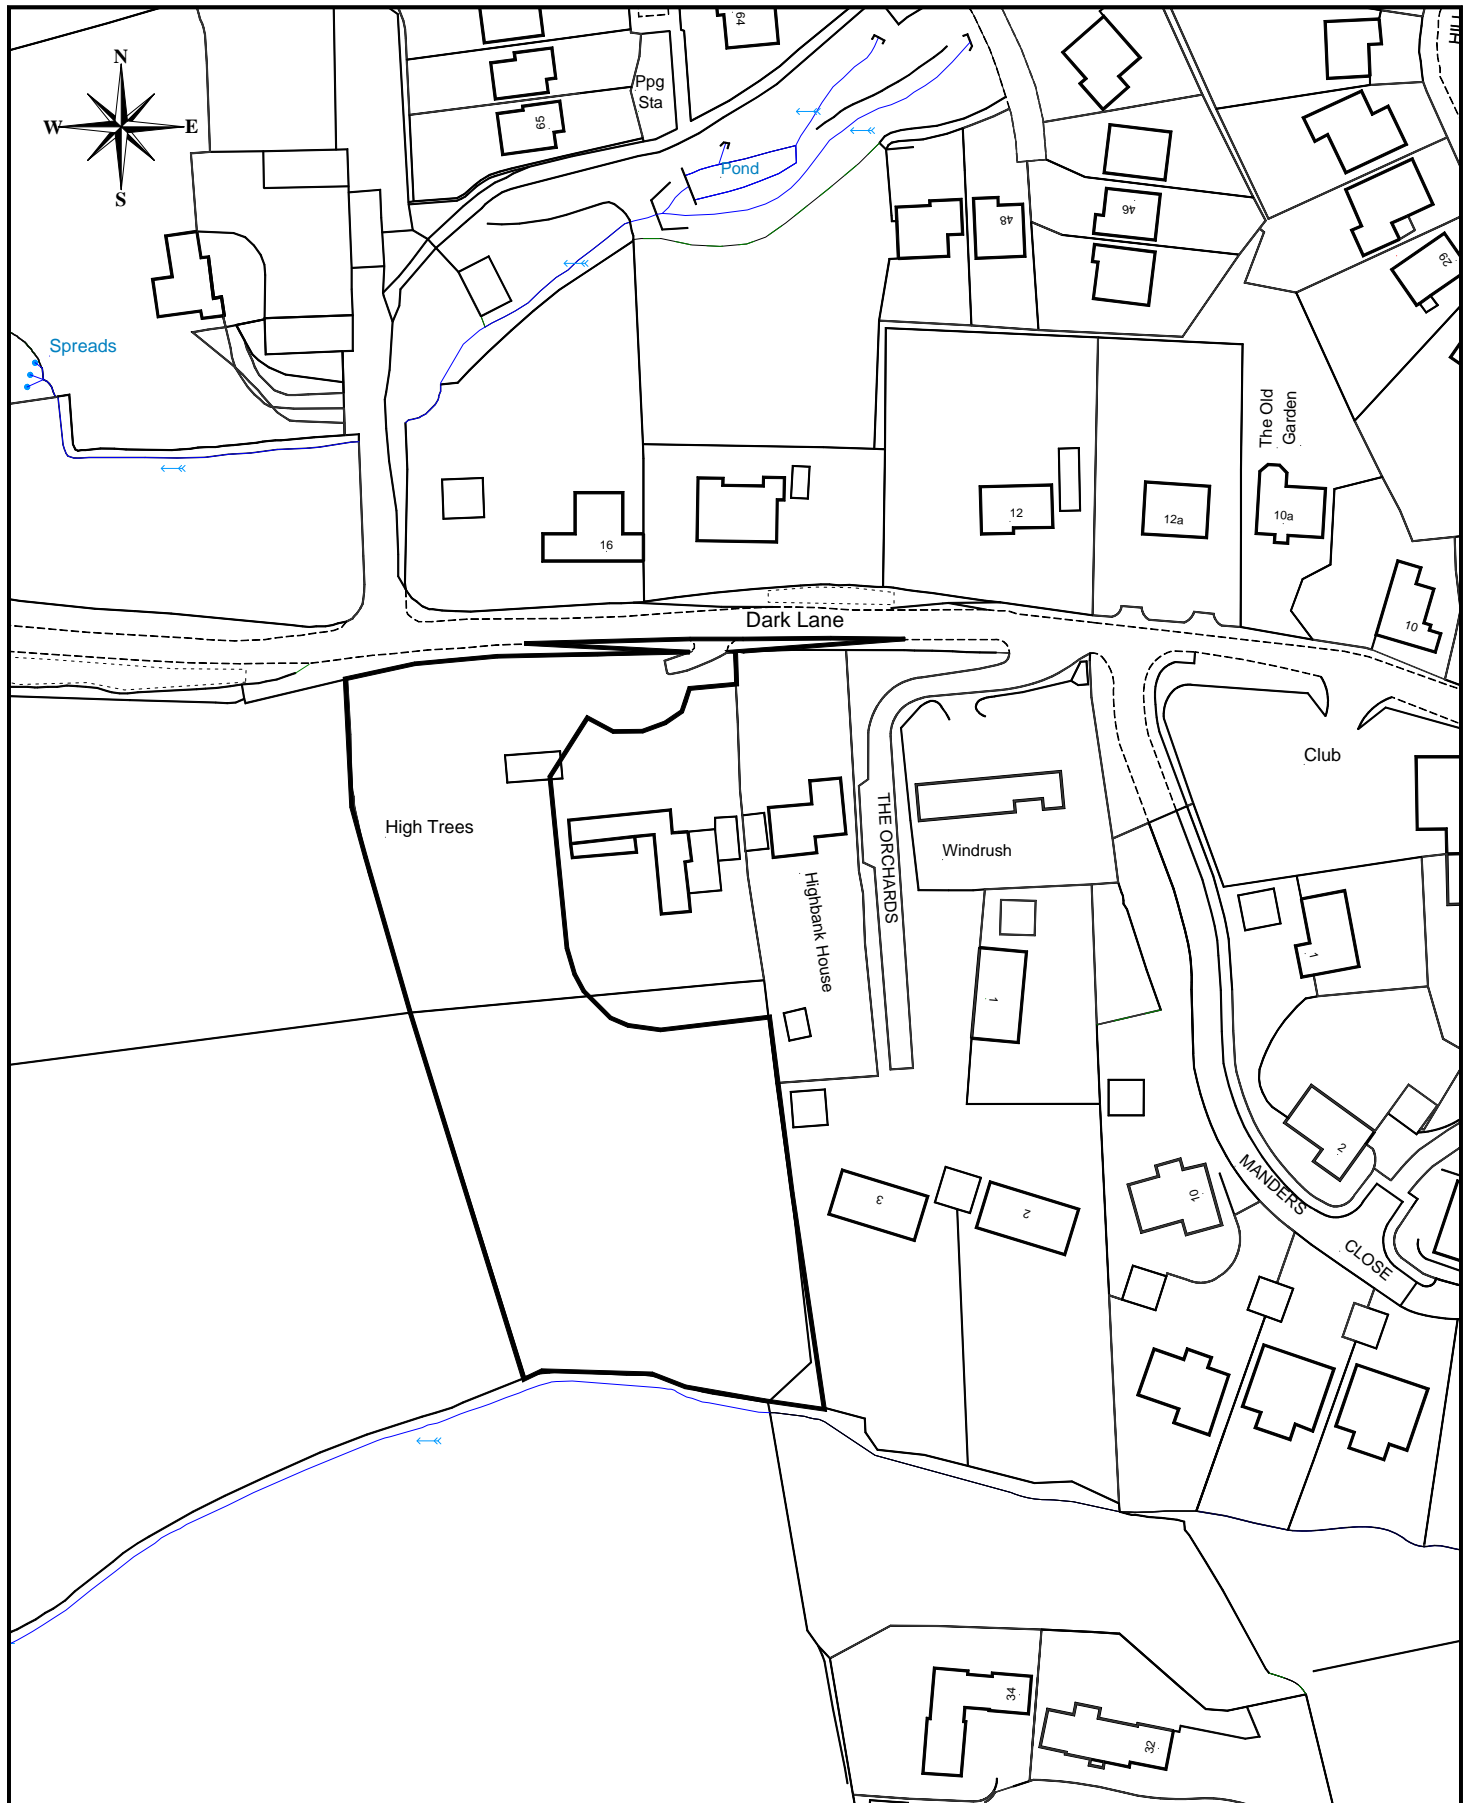 64
Hill
N
W
E
S
Ppg
Sta
65
Pond
46
48
29
Spreads
The Old
Garden
12
12a
10a
16
Dark Lane
10
Club
High Trees
THE ORCHARDS
Windrush
Highbank House
1
1
2
MANDERS
CLOSE
10
3
2
34
32